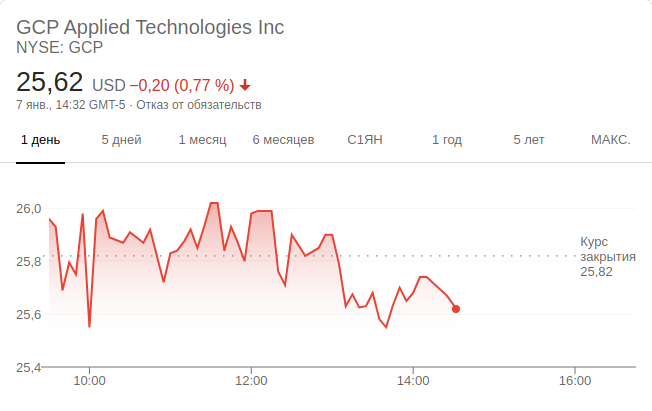 GCP Applied Technologies Inc
NYSE: GCP
25,62 USD −0,20 (0,77 %)
7 янв., 14:32 GMT-5 · Отказ от обязательств
1 день 5 дней 1 месяц 6 месяцев С1ЯН 1 год 5 лет МАКС.
26,0
Курс
25,8 закрытия
25,82
25,6
25,4
10:00 12:00 14:00 16:00